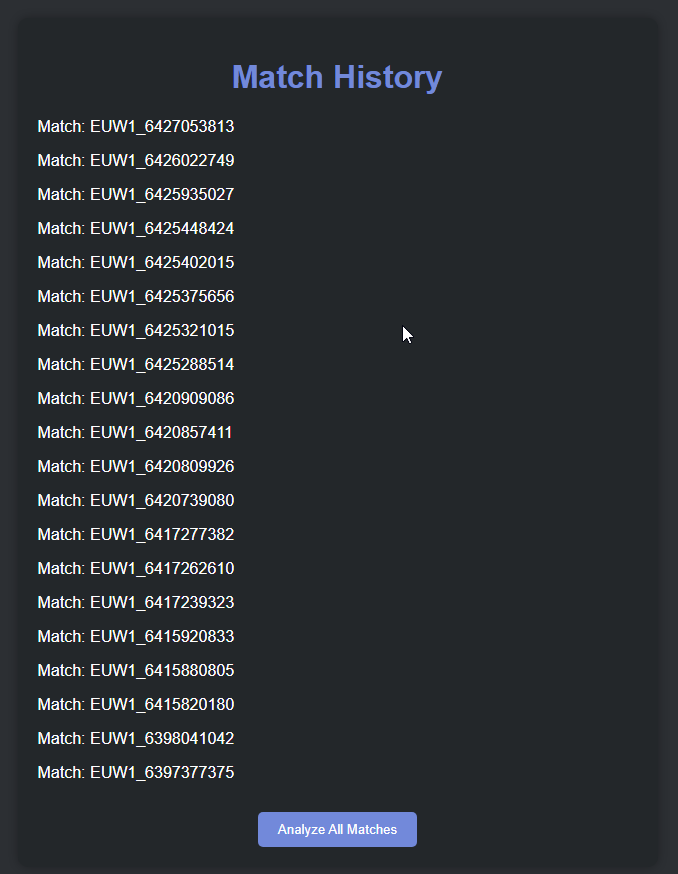 Match History
Match: EUW1_6427053813
Match: EUW1_6426022749
Match: EUW1_6425935027
Match: EUW1_6425448424
Match: EUW1_6425402015
Match: EUW1_6425375656
Match: EUW1_6425321015
Match: EUW1_6425288514
Match: EUW1_6420909086
Match: EUW1_6420857411
Match: EUW1_6420809926
Match: EUW1_6420739080
Match: EUW1_6417277382
Match: EUW1_6417262610
Match: EUW1_6417239323
Match: EUW1_6415920833
Match: EUW1_6415880805
Match: EUW1_6415820180
Match: EUW1_6398041042
Match: EUW1_6397377375
Analyze All Matches